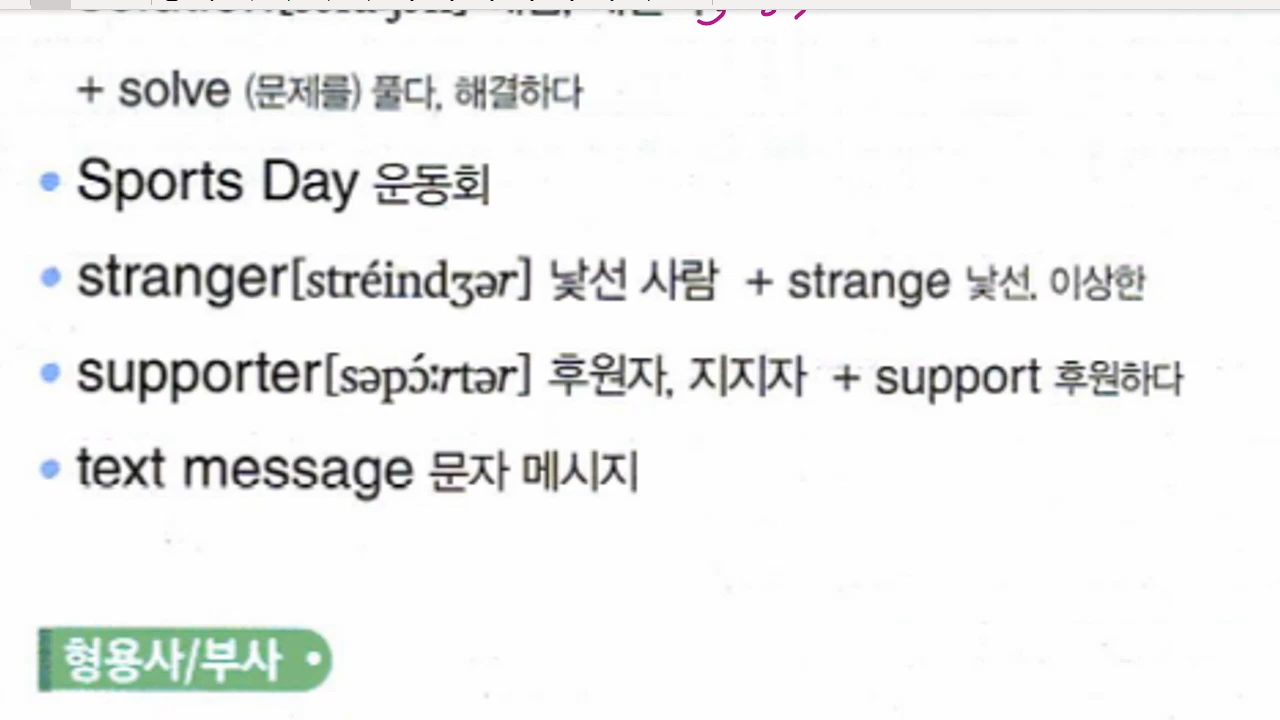 + solve (문제를) 풀다, 해결하다
• Sports Day 운동회
• stranger[stréindʒər] 낯선 사람 + strange 낯선, 이상한
• supporter[səpɔ́ːrtər] 후원자, 지지자 + support 후원하다
• text message 문자 메시지
형용사/부사